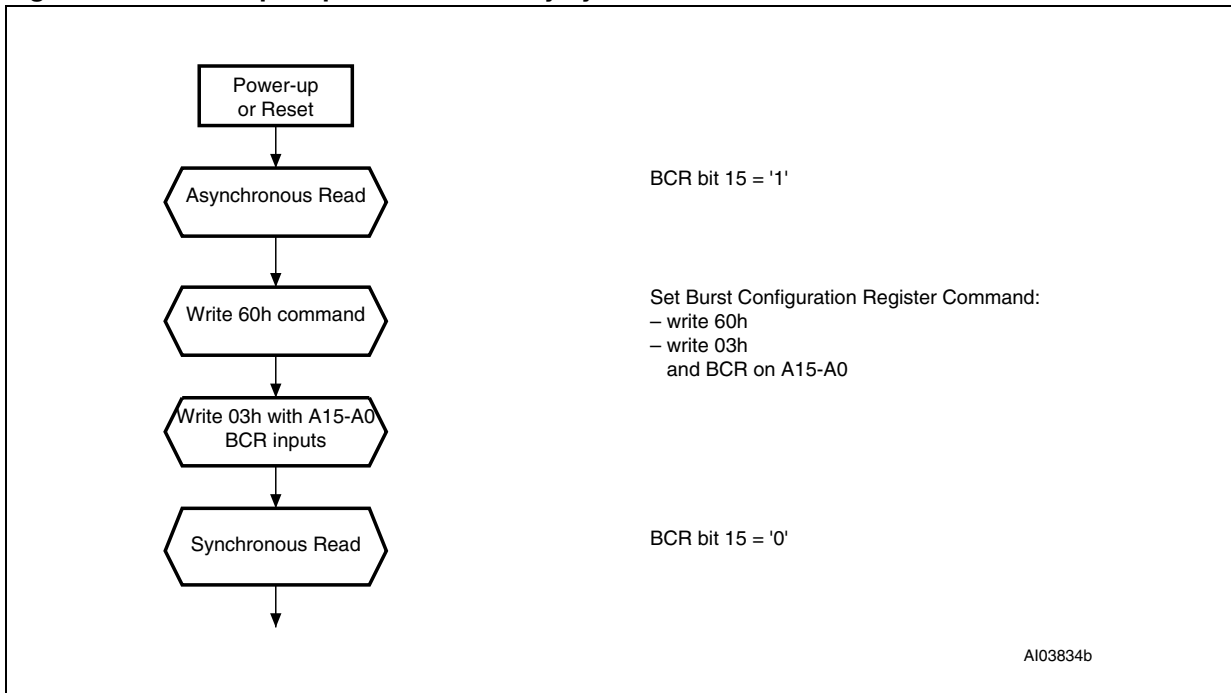 Power-up
or Reset
Asynchronous Read
BCR bit 15 = '1'
Write 60h command
Set Burst Configuration Register Command:
– write 60h
– write 03h
and BCR on A15-A0
Write 03h with A15-A0
BCR inputs
Synchronous Read
BCR bit 15 = '0'
AI03834b